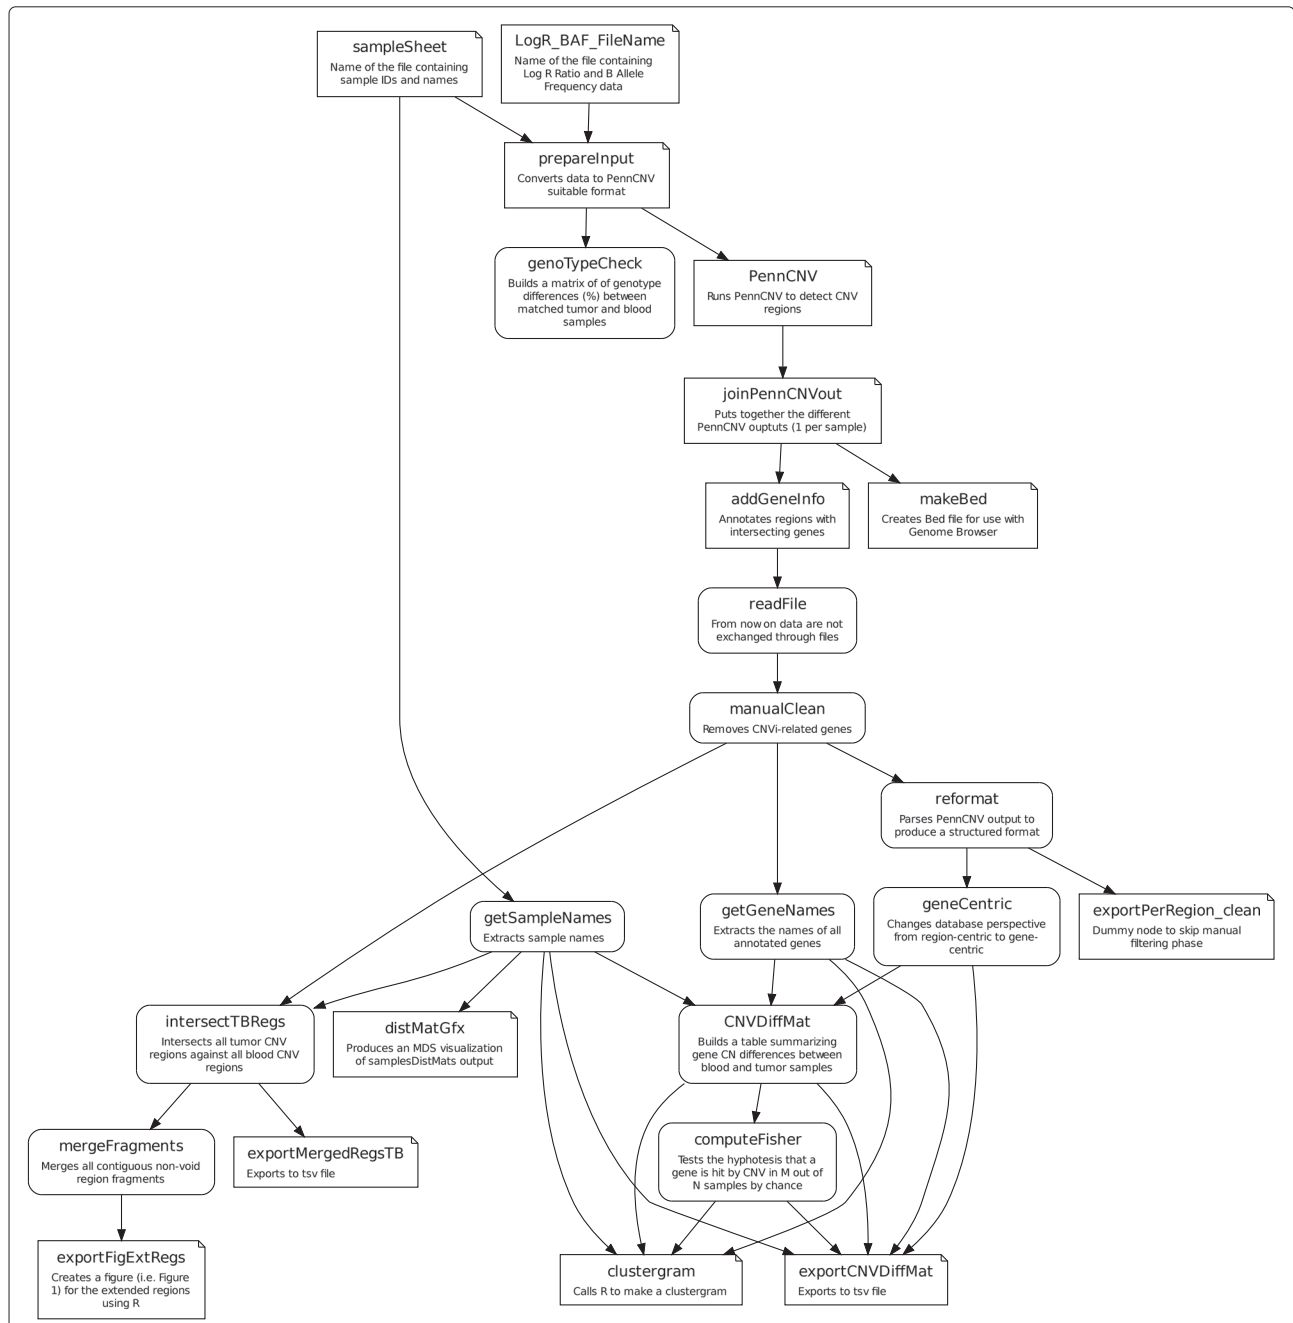 sampleSheet
Name of the file containing
sample IDs and names
LogR_BAF_FileName
Name of the file containing
Log R Ratio and B Allele
Frequency data
prepareInput
Converts data to PennCNV
suitable format
genoTypeCheck
Builds a matrix of of genotype
differences (%) between
matched tumor and blood
samples
PennCNV
Runs PennCNV to detect CNV
regions
joinPennCNVout
Puts together the different
PennCNV ouptuts (1 per sample)
addGeneInfo
Annotates regions with
intersecting genes
makeBed
Creates Bed file for use with
Genome Browser
readFile
From now on data are not
exchanged through files
manualClean
Removes CNVi-related genes
reformat
Parses PennCNV output to
produce a structured format
getSampleNames
Extracts sample names
getGeneNames
Extracts the names of all
annotated genes
geneCentric
Changes database perspective
from region-centric to gene-
centric
exportPerRegion_clean
Dummy node to skip manual
filtering phase
intersectTBRegs
Intersects all tumor CNV
regions against all blood CNV
regions
distMatGfx
Produces an MDS visualization
of samplesDistMats output
CNVDiffMat
Builds a table summarizing
gene CN differences between
blood and tumor samples
mergeFragments
Merges all contiguous non-void
region fragments
exportMergedRegsTB
Exports to tsv file
computeFisher
Tests the hyphotesis that a
gene is hit by CNV in M out of
N samples by chance
exportFigExtRegs
Creates a figure (i.e. Figure
1) for the extended regions
using R
clustergram
Calls R to make a clustergram
exportCNVDiffMat
Exports to tsv file